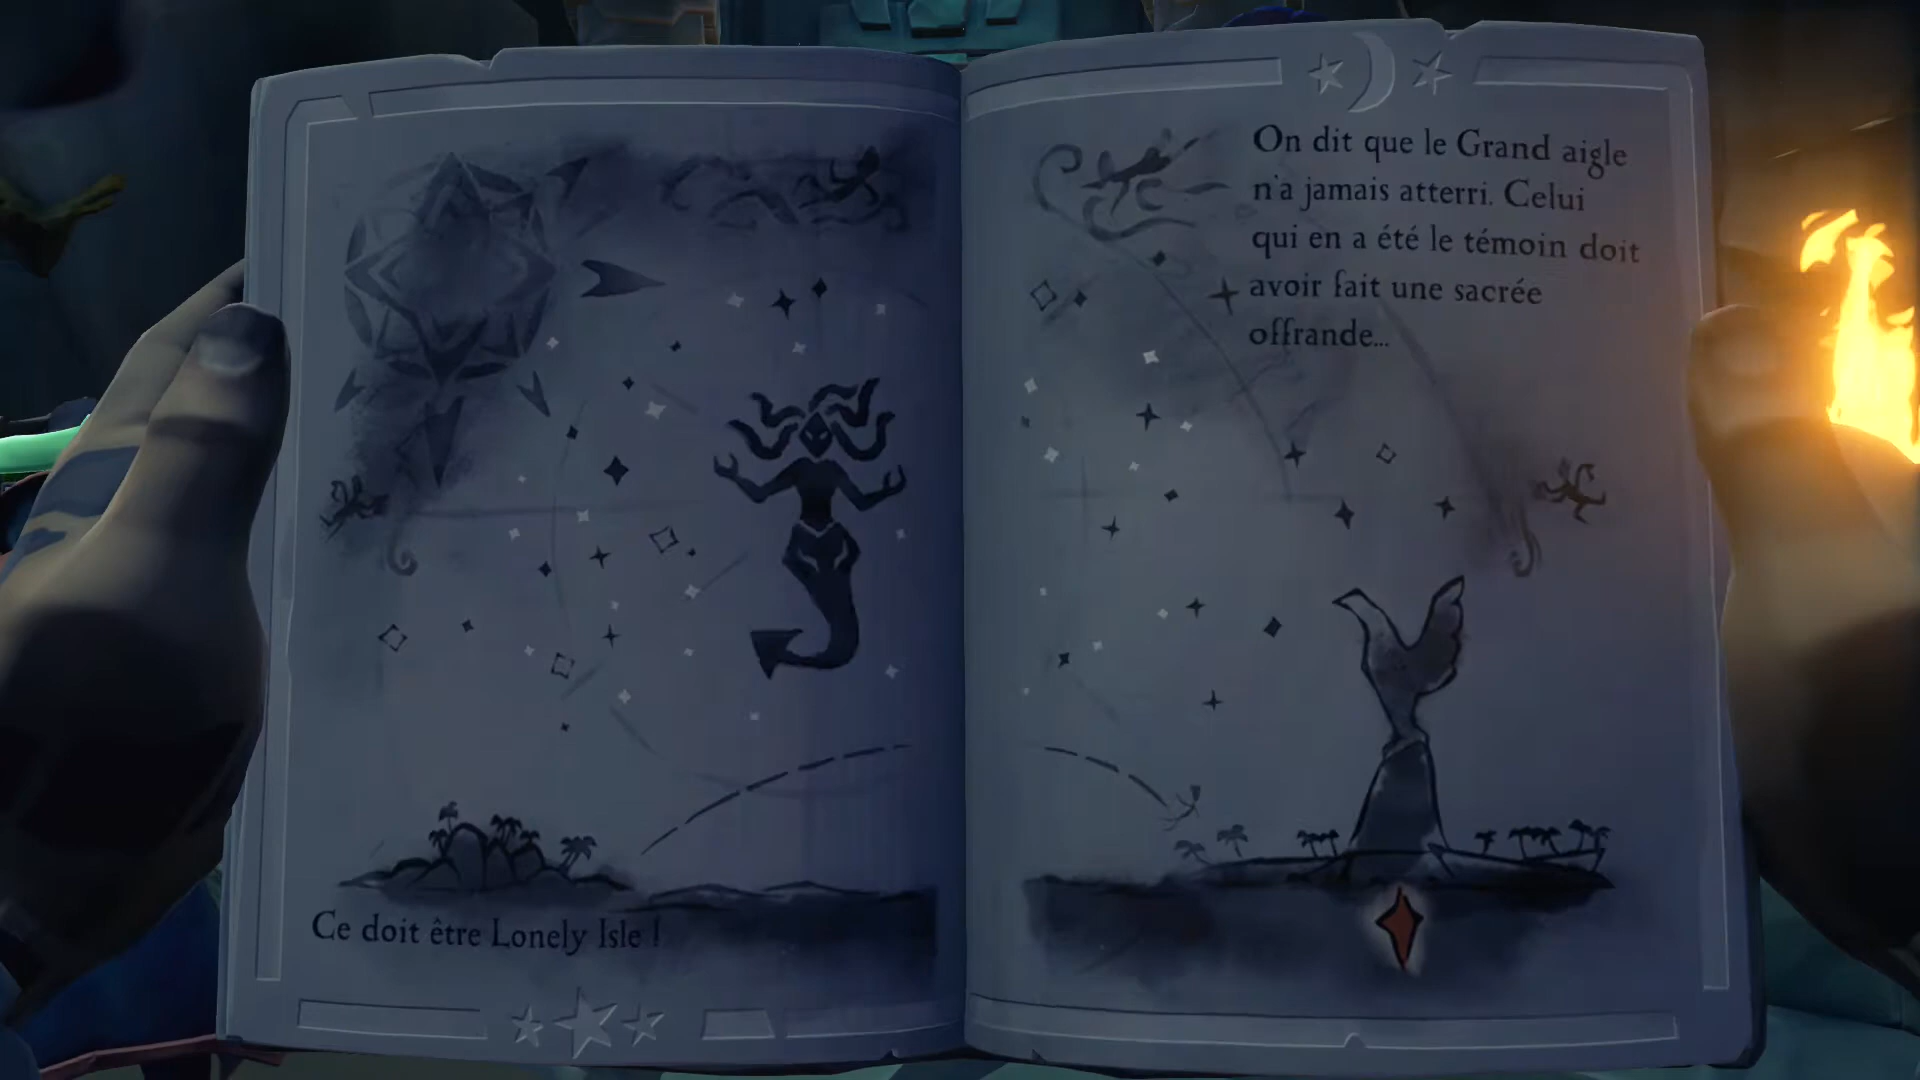 Ce doit être Lonely Isle !
On dit que le Grand aigle
n'a jamais atterri. Celui
qui en a été le témoin doit
avoir fait une sacrée
offrande...